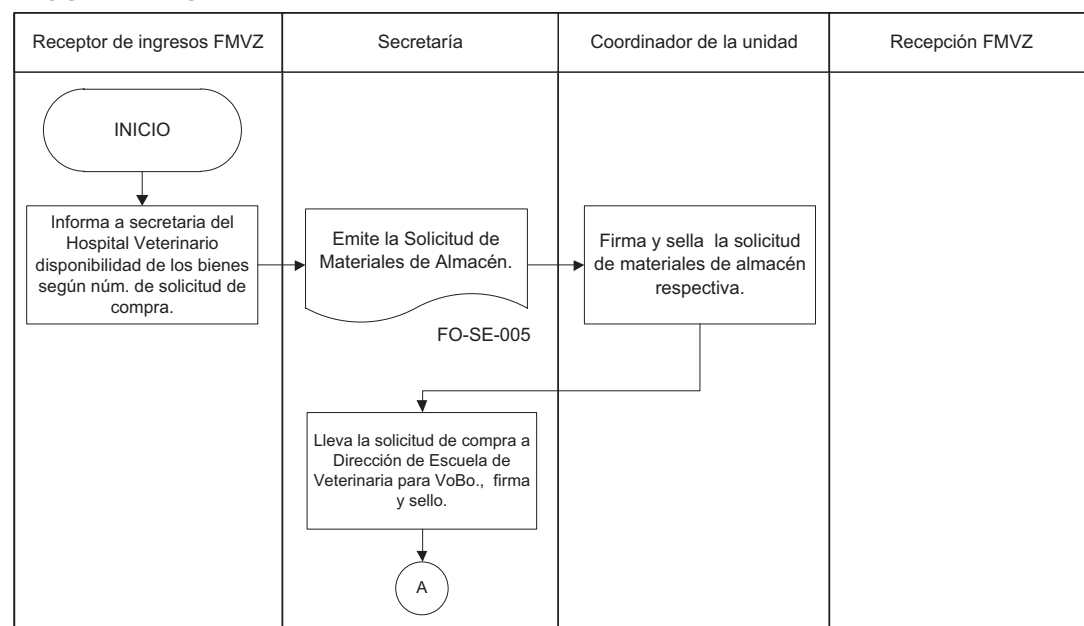 Receptor de ingresos FMVZ
Secretaría
Coordinador de la unidad
Recepción FMVZ
INICIO
Informa a secretaria del
Hospital Veterinario
disponibilidad de los bienes
según núm. de solicitud de
compra.
Emite la Solicitud de
Materiales de Almacén.
FO-SE-005
Firma y sella la solicitud
de materiales de almacén
respectiva.
Lleva la solicitud de compra a
Dirección de Escuela de
Veterinaria para VoBo., firma
y sello.
A